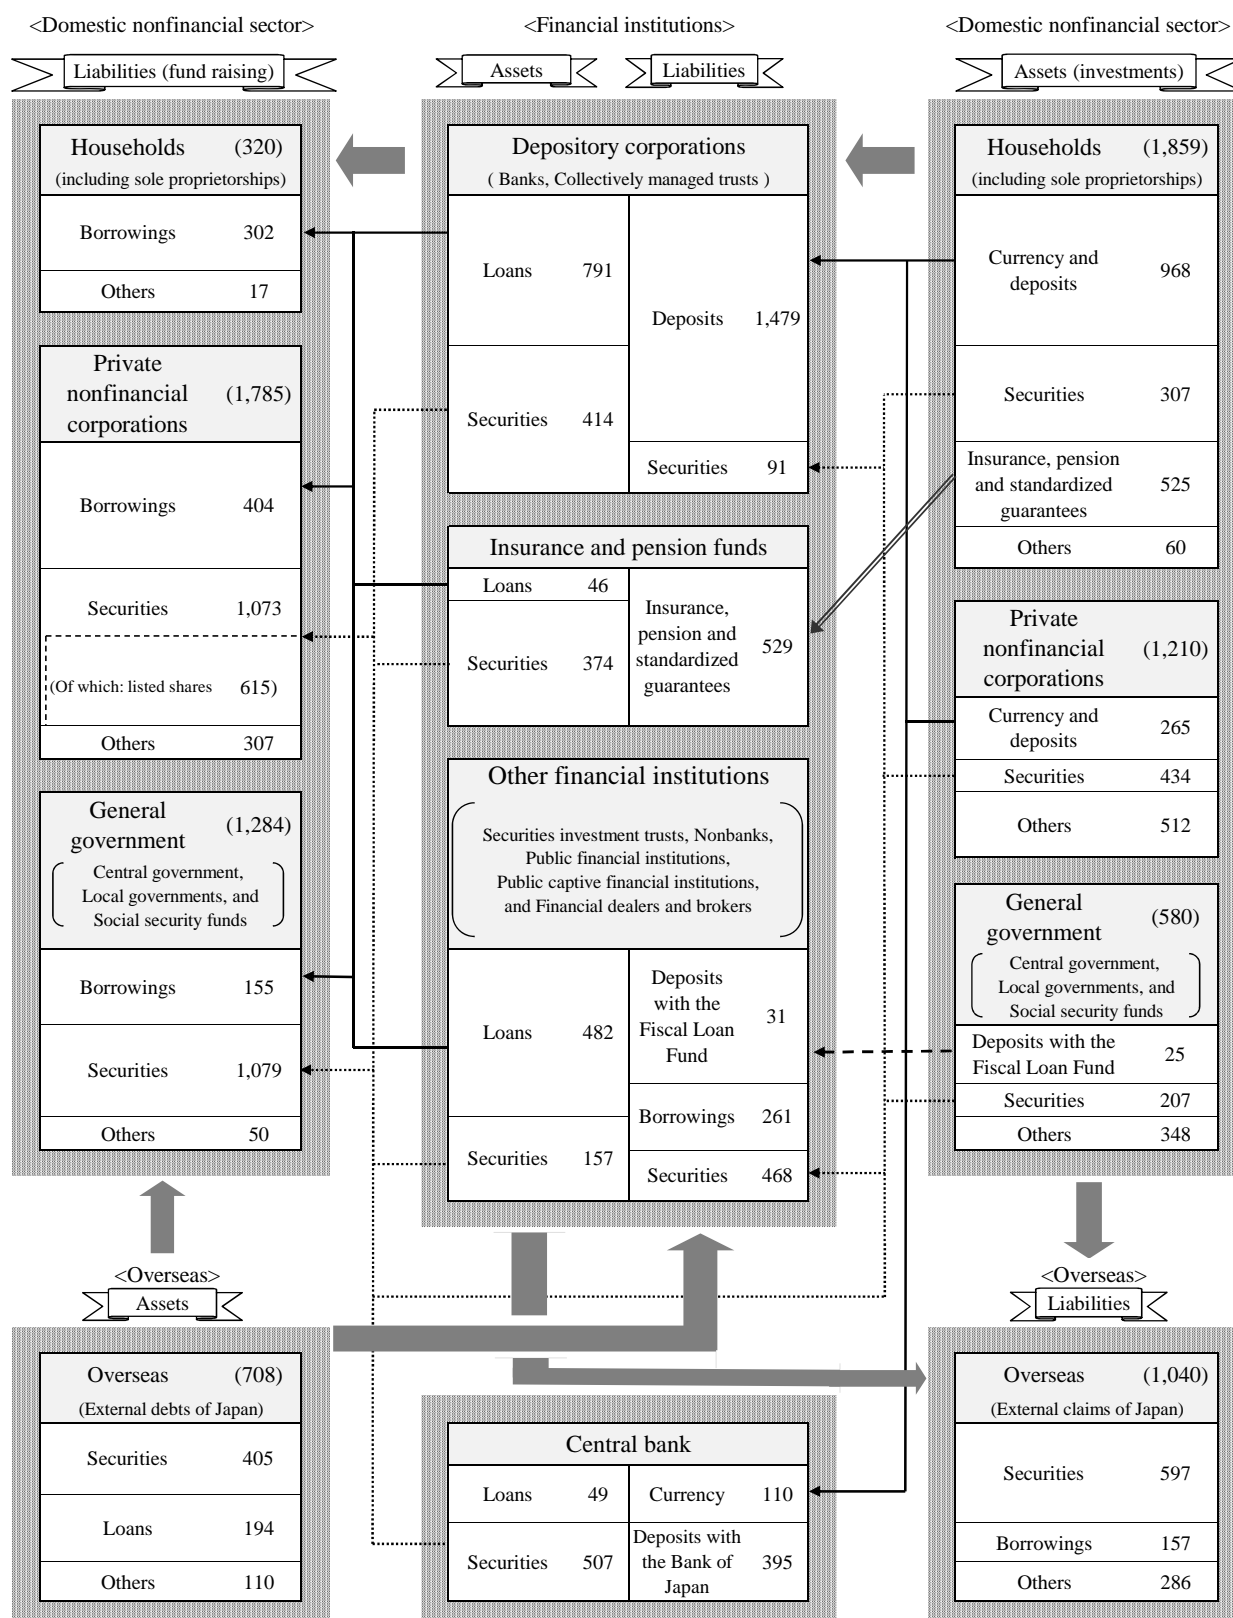 <Domestic nonfinancial sector>
Liabilities (fund raising)
Households (320)
(including sole proprietorships)
Borrowings 302
Others 17
Private
nonfinancial (1,785)
corporations
Borrowings 404
Securities 1,073
(Of which: listed shares 615)
Others 307
General
government (1,284)
Central government,
Local governments, and
Social security funds
Borrowings 155
Securities 1,079
Others 50
<Overseas>
Assets
Overseas (708)
(External debts of Japan)
Securities 405
Loans 194
Others 110
<Financial institutions>
Assets Liabilities
Depository corporations
( Banks, Collectively managed trusts )
Loans 791
Securities 414
Deposits 1,479
Securities 91
Insurance and pension funds
Loans 46
Securities 374
Insurance,
pension and
standardized 529
guarantees
Other financial institutions
Securities investment trusts, Nonbanks,
Public financial institutions,
Public captive financial institutions,
and Financial dealers and brokers
Loans 482
Securities 157
Deposits
with the
Fiscal Loan 31
Fund
Borrowings 261
Securities 468
Central bank
Loans 49
Securities 507
Currency 110
Deposits with
the Bank of 395
Japan
<Domestic nonfinancial sector>
Assets (investments)
Households (1,859)
(including sole proprietorships)
Currency and
deposits 968
Securities 307
Insurance, pension
and standardized 525
guarantees
Others 60
Private
nonfinancial (1,210)
corporations
Currency and
deposits 265
Securities 434
Others 512
General
government (580)
Central government,
Local governments, and
Social security funds
Deposits with the
Fiscal Loan Fund 25
Securities 207
Others 348
<Overseas>
Liabilities
Overseas (1,040)
(External claims of Japan)
Securities 597
Borrowings 157
Others 286